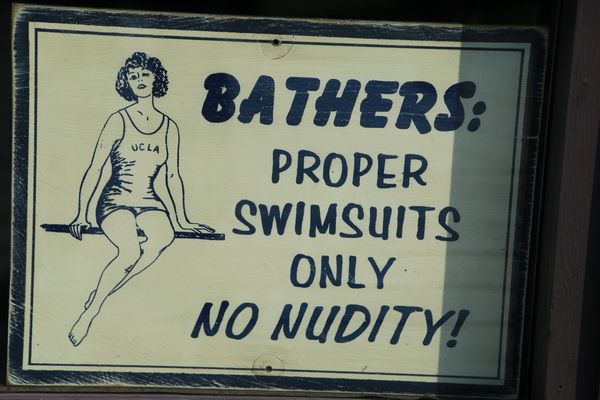 BATHERS:
UCLA
PROPER
SWIMSUITS
ONLY
NO NUDITY!